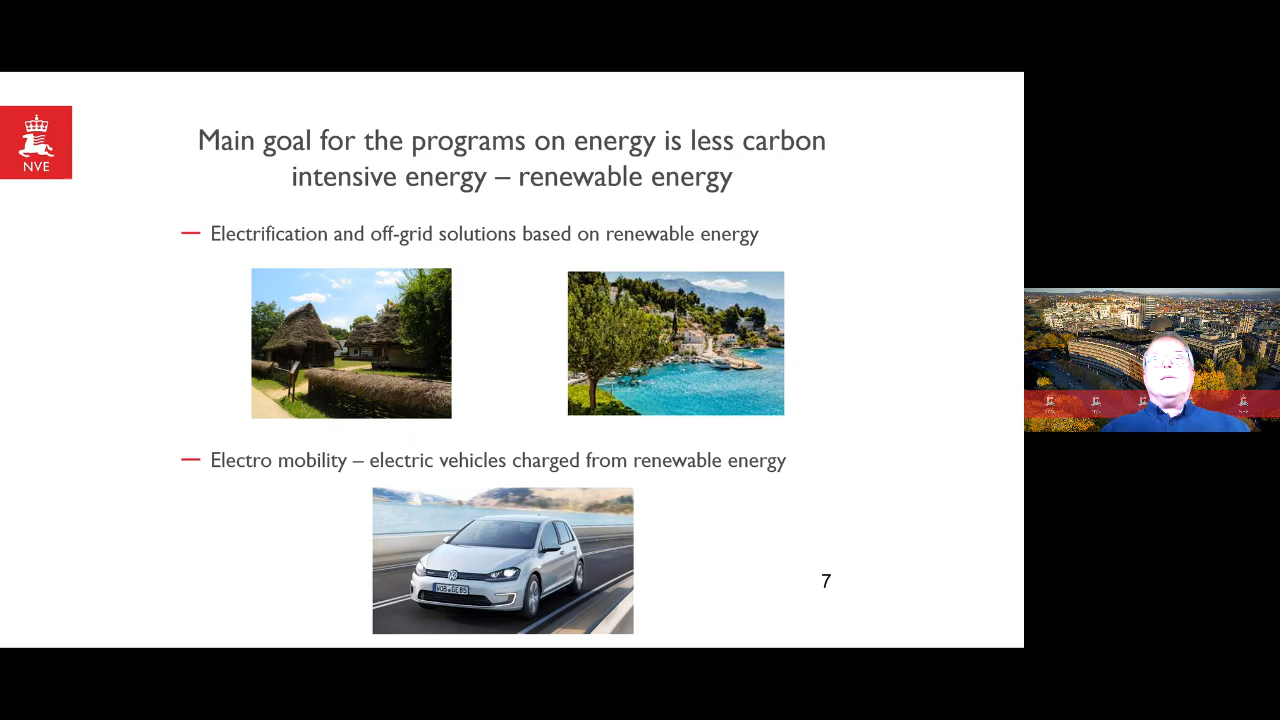 NVE
Main goal for the programs on energy is less carbon
intensive energy – renewable energy
Electrification and off-grid solutions based on renewable energy
Electro mobility – electric vehicles charged from renewable energy
7